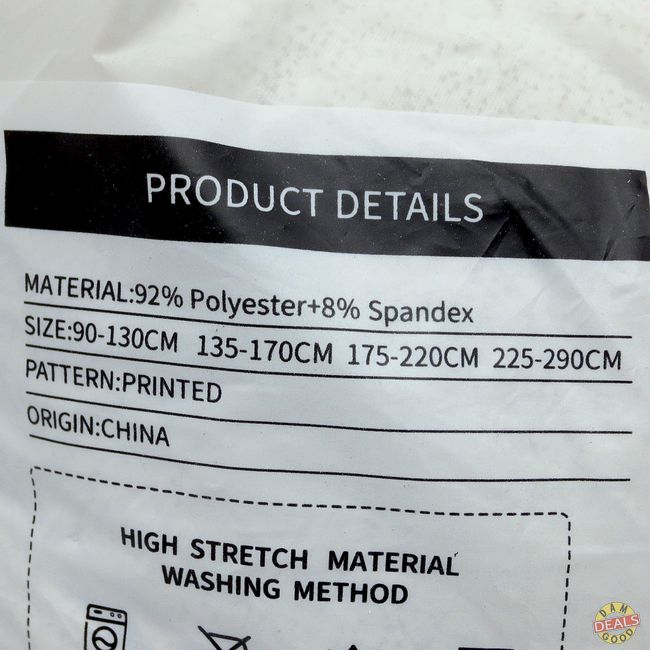 PRODUCT DETAILS
MATERIAL:92% Polyester+8% Spandex
SIZE:90-130CM 135-170CM 175-220CM 225-290CM
PATTERN:PRINTED
ORIGIN:CHINA
HIGH STRETCH MATERIAL
WASHING METHOD
DAM
DEALS
GOOD